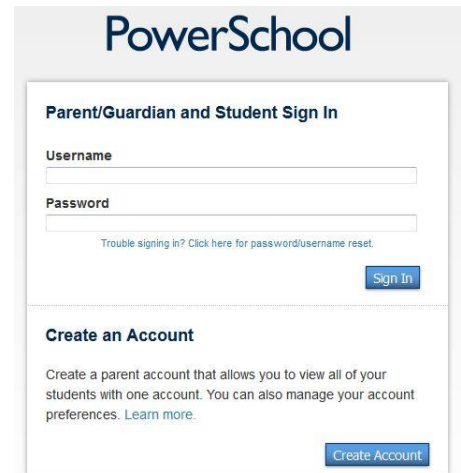 PowerSchool
Parent/Guardian and Student Sign In
Username
Password
Trouble signing in? Click here for password/username reset.
Sign In
Create an Account
Create a parent account that allows you to view all of your
students with one account. You can also manage your account
preferences. Learn more.
Create Account